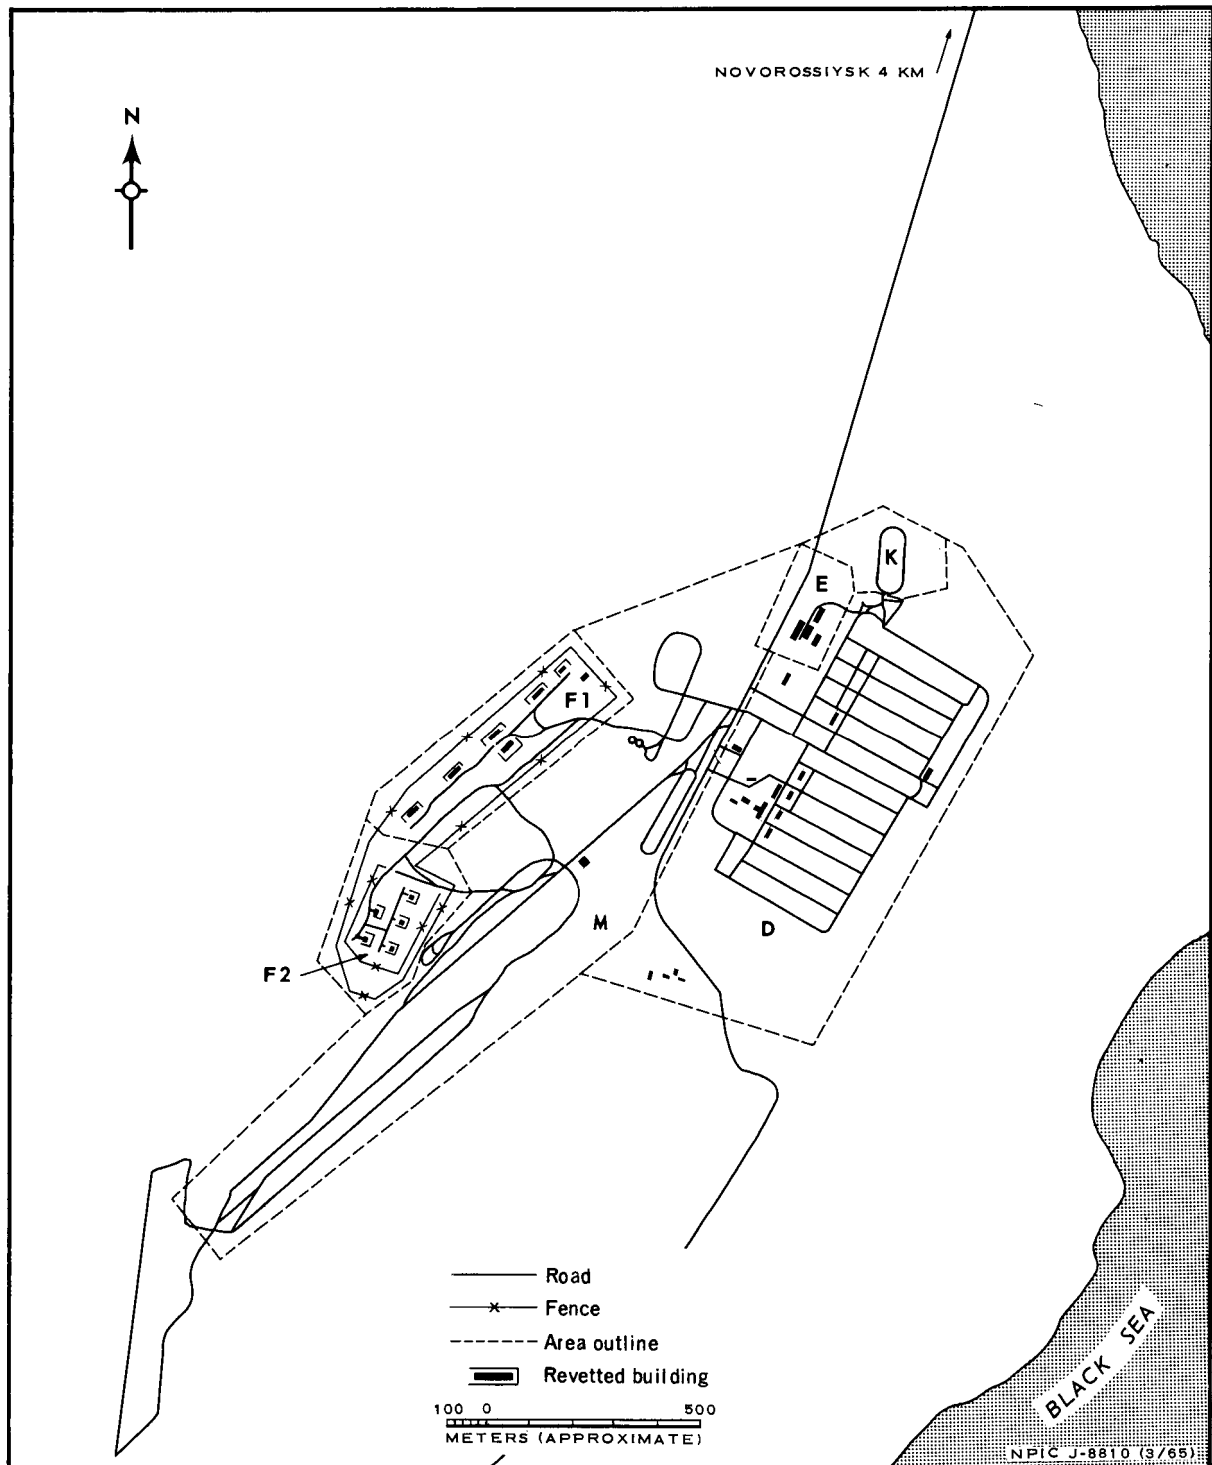 NOVOROSSIYSK 4 KM
N
K
E
F1
M
D
F2
Road
Fence
Area outline
Revetted building
100 0 500
METERS (APPROXIMATE)
BLACK SEA
NPIC J-8810 (3/65)